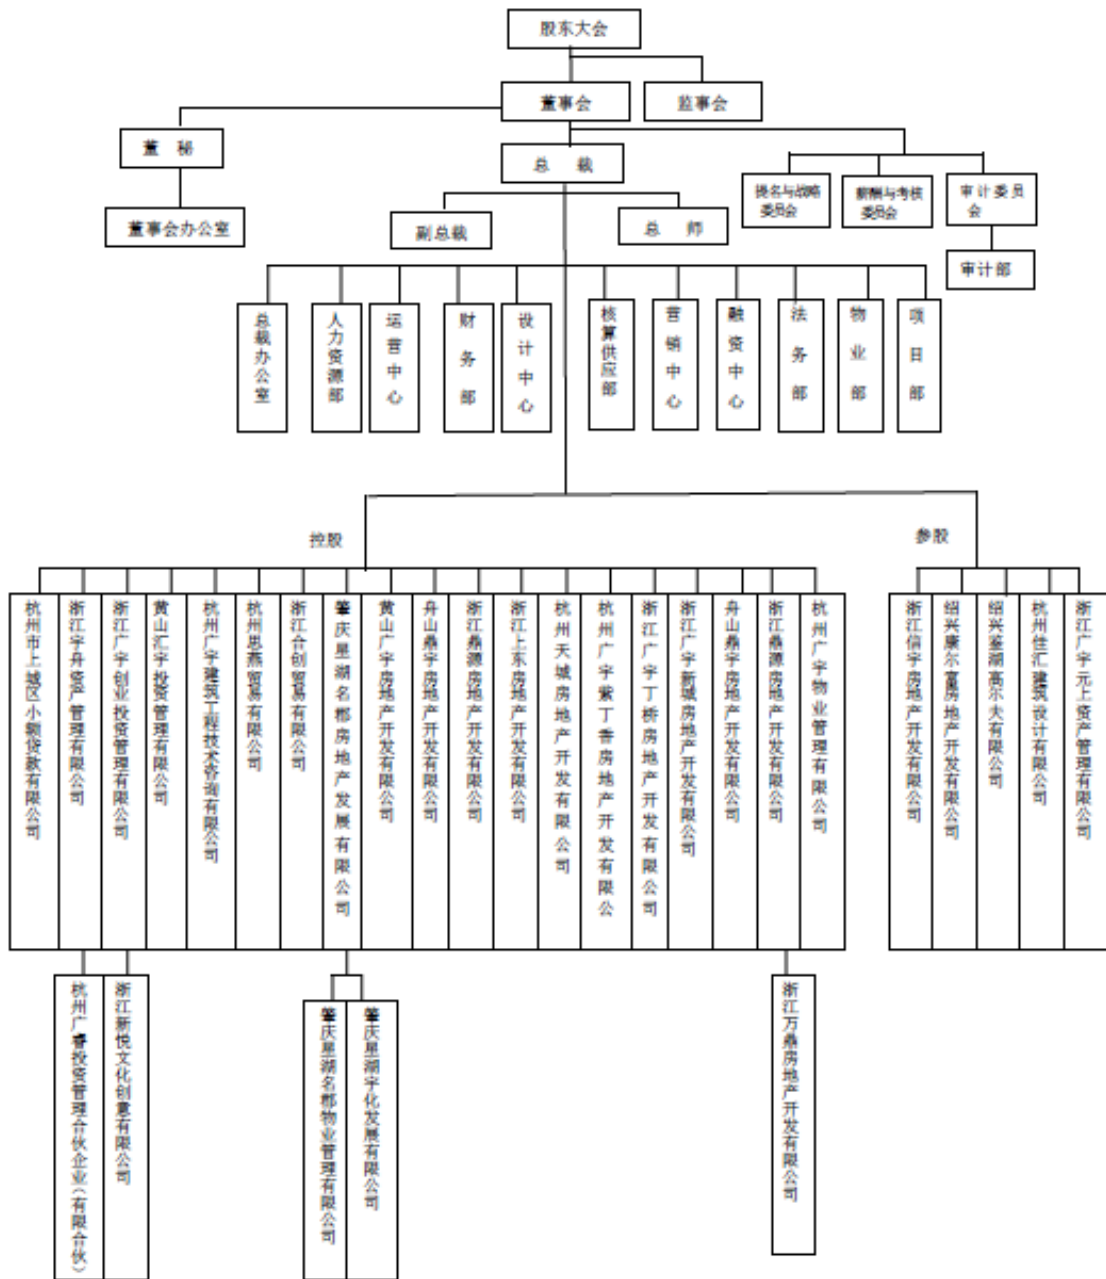 股东大会
董事会
监事会
董 秘
总 裁
提名与战略
委员会
薪酬与考核
委员会
审计委员
会
董事会办公室
副总裁
总 师
审计部
总裁办公室
人力资源部
运营中心
财务部
设计中心
核算供应部
营销中心
融资中心
法务部
物业部
项目部
控股
参股
杭州市上城区小额贷款有限公司
浙江宇舟资产管理有限公司
浙江广宇创业投资管理有限公司
黄山汇宇投资管理有限公司
杭州广宇建筑工程技术咨询有限公司
杭州思燕贸易有限公司
浙江合创贸易有限公司
肇庆星湖名郡房地产发展有限公司
黄山广宇房地产开发有限公司
舟山鼎宇房地产开发有限公司
浙江鼎源房地产开发有限公司
浙江上东房地产开发有限公司
杭州天城房地产开发有限公司
杭州广宇紫丁香房地产开发有限公
浙江广宇丁桥房地产开发有限公司
浙江广宇新城房地产开发有限公司
舟山鼎宇房地产开发有限公司
浙江鼎源房地产开发有限公司
杭州广宇物业管理有限公司
浙江信宇房地产开发有限公司
绍兴康尔富房地产开发有限公司
绍兴鉴湖高尔夫有限公司
杭州佳汇建筑设计有限公司
浙江广宇元上资产管理有限公司
杭州广睿投资管理合伙企业（有限合伙）
浙江新悦文化创意有限公司
肇庆星湖名郡物业管理有限公司
肇庆星湖宇化发展有限公司
浙江万鼎房地产开发有限公司